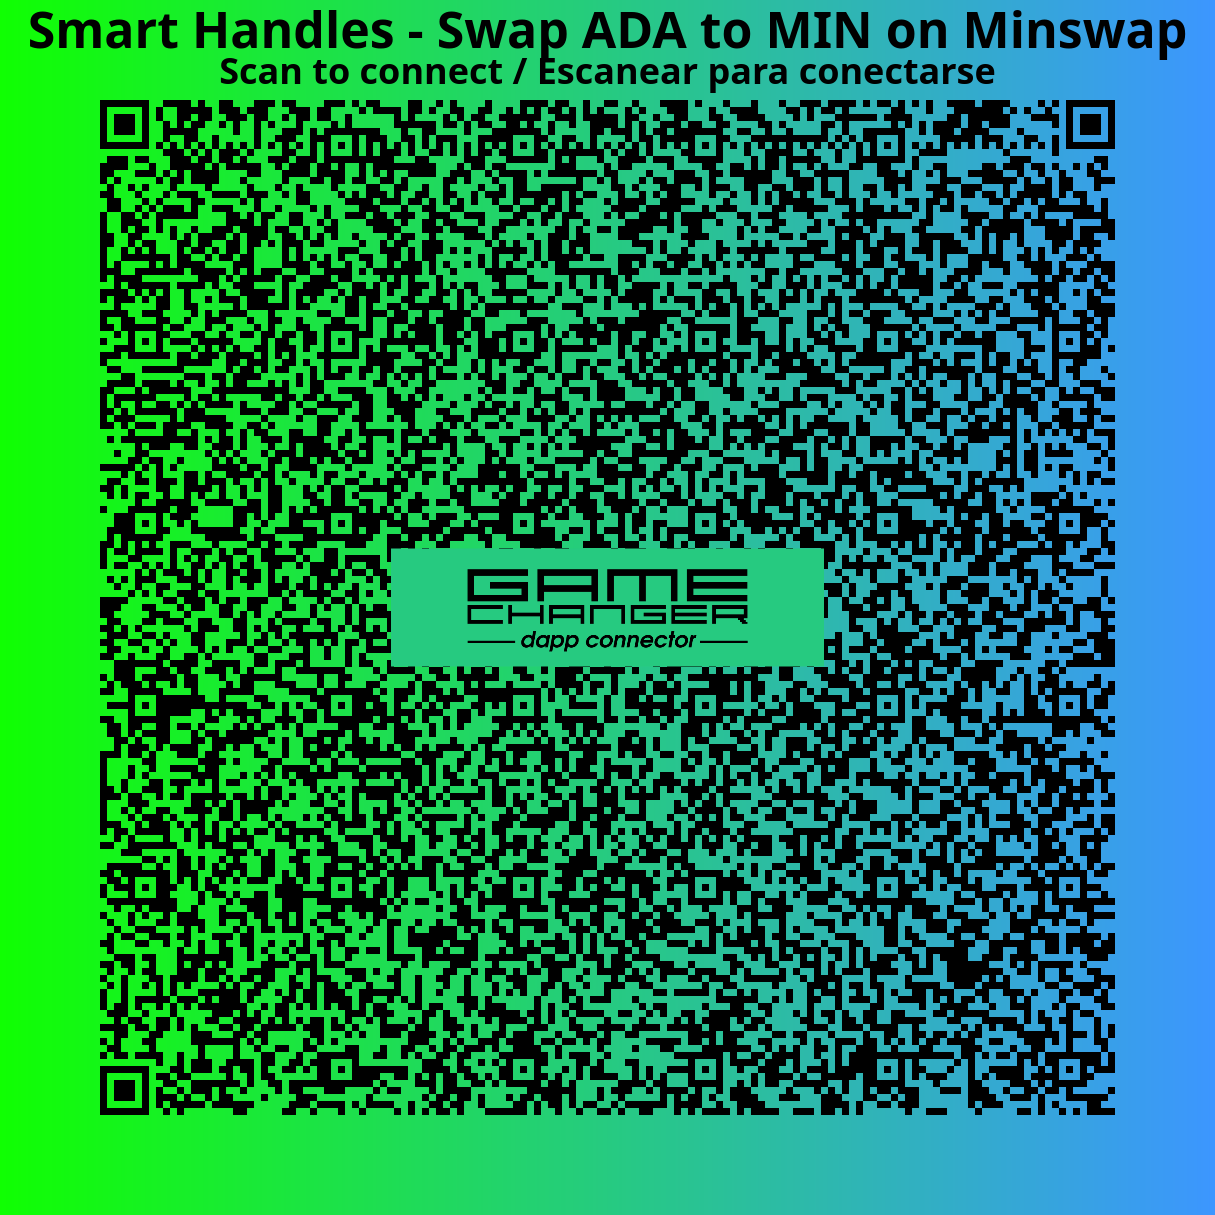 Smart Handles - Swap ADA to MIN on Minswap
Scan to connect / Escanear para conectarse
GAME
CHANGER
dapp connector